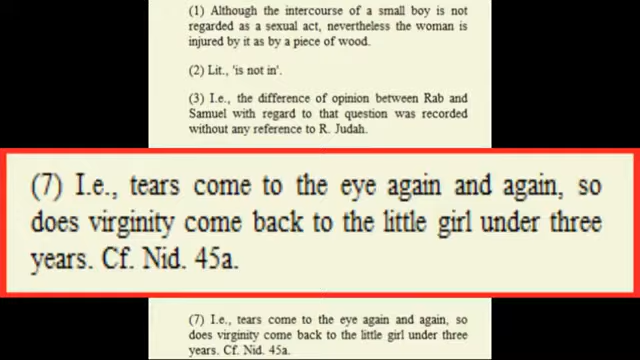 (1) Although the intercourse of a small boy is not
regarded as a sexual act, nevertheless the woman is
injured by it as by a piece of wood.
(2) Lit., 'is not in'.
(3) I.e., the difference of opinion between Rab and
Samuel with regard to that question was recorded
without any reference to R. Judah.
(7) I.e., tears come to the eye again and again, so
does virginity come back to the little girl under three
years. Cf. Nid. 45a.
(7) I.e., tears come to the eye again and again, so
does virginity come back to the little girl under three
years. Cf. Nid. 45a.